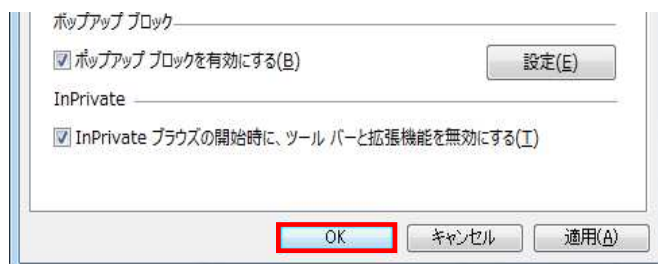 ポップアップ ブロック
ポップアップ ブロックを有効にする(B)
設定(E)
InPrivate
InPrivate ブラウズの開始時に、ツール バーと拡張機能を無効にする(T)
OK
キャンセル
適用(A)